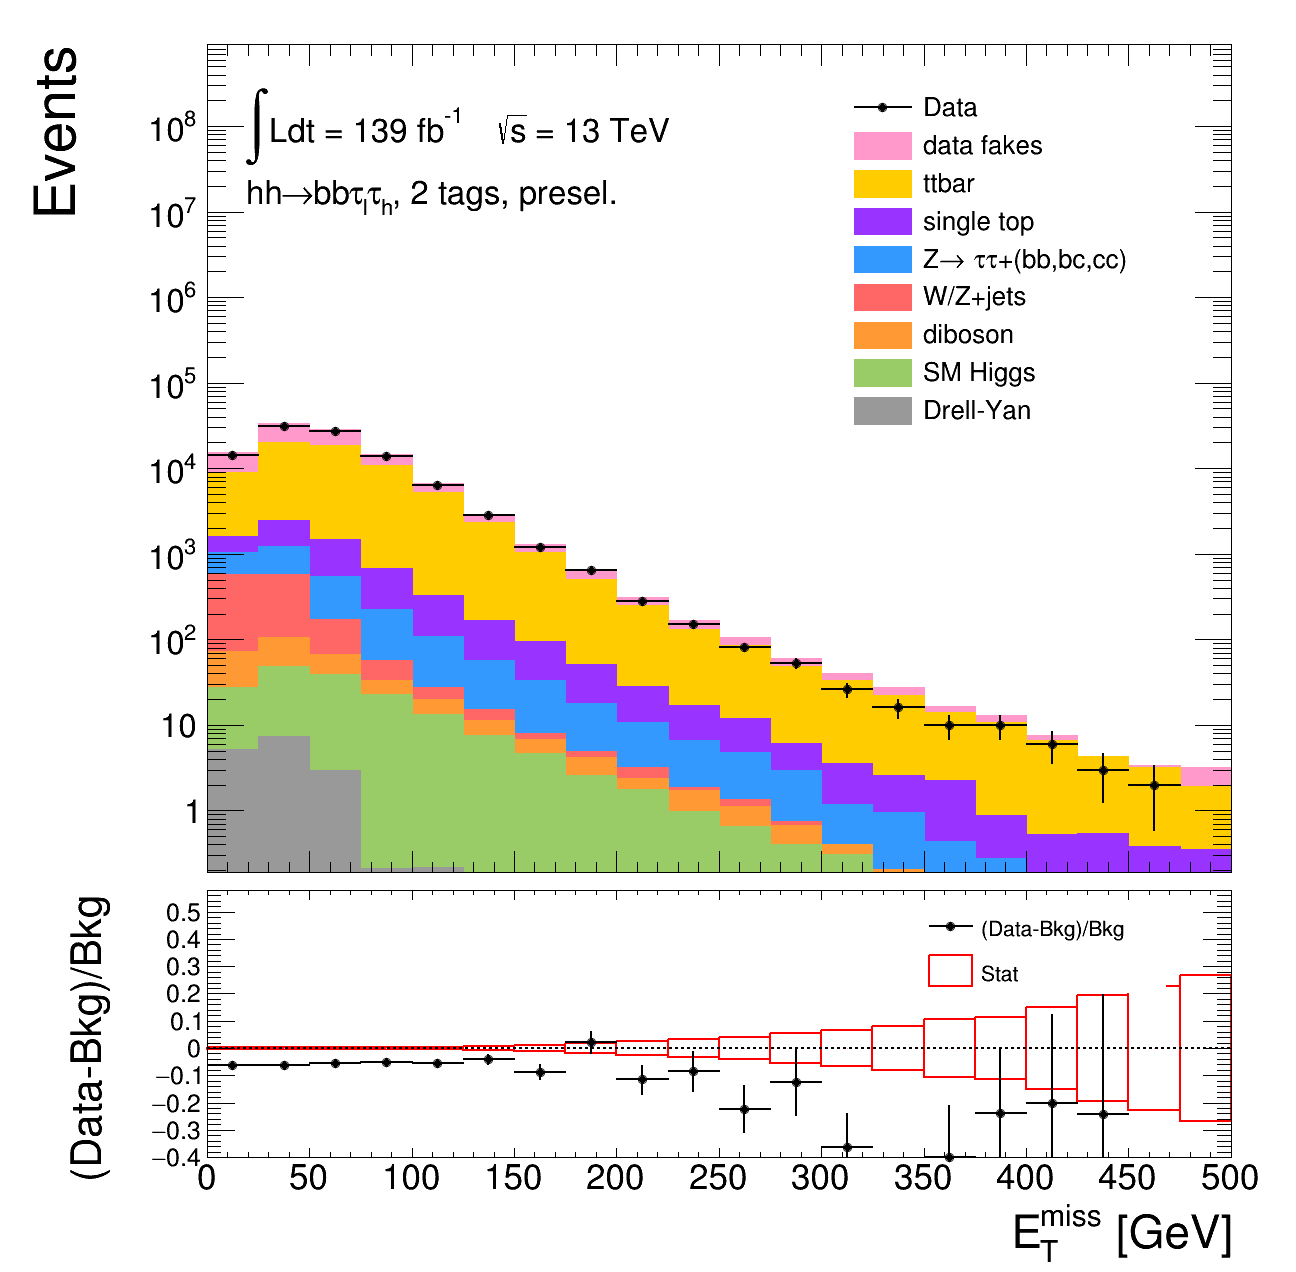 Events
∫Ldt = 139 fb⁻¹ √s = 13 TeV
hh→bbτₗτₕ, 2 tags, presel.
Data
data fakes
ttbar
single top
Z→ ττ+(bb,bc,cc)
W/Z+jets
diboson
SM Higgs
Drell-Yan
10⁸
10⁷
10⁶
10⁵
10⁴
10³
10²
10
1
(Data-Bkg)/Bkg
(Data-Bkg)/Bkg
Stat
0.5
0.4
0.3
0.2
0.1
0
−0.1
−0.2
−0.3
−0.4
0 50 100 150 200 250 300 350 400 450 500
E_T^miss [GeV]